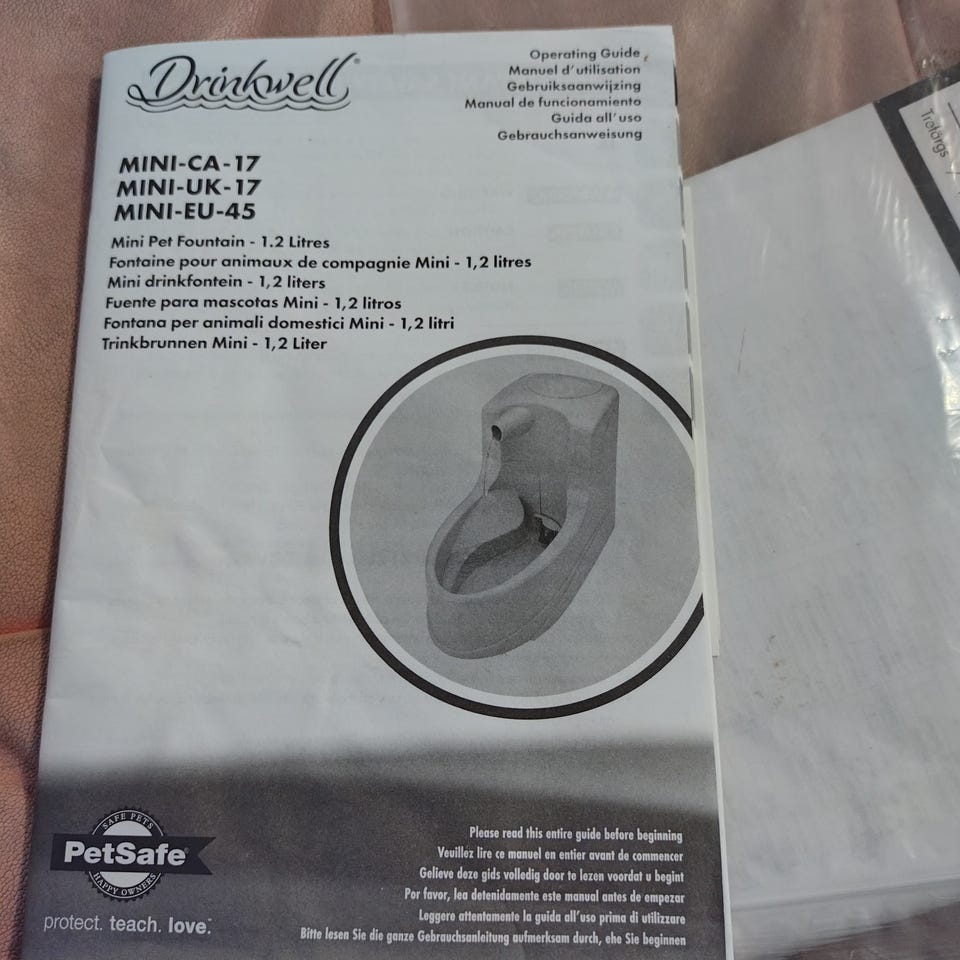 Drinkwell®
Operating Guide
Manuel d'utilisation
Gebruiksaanwijzing
Manual de funcionamiento
Guida all'uso
Gebrauchsanweisung
MINI-CA-17
MINI-UK-17
MINI-EU-45
Mini Pet Fountain - 1.2 Litres
Fontaine pour animaux de compagnie Mini - 1,2 litres
Mini drinkfontein - 1,2 liters
Fuente para mascotas Mini - 1,2 litros
Fontana per animali domestici Mini - 1,2 litri
Trinkbrunnen Mini - 1,2 Liter
SAFE PETS
PetSafe®
HAPPY OWNERS
protect. teach. love.™
Please read this entire guide before beginning
Veuillez lire ce manuel en entier avant de commencer
Gelieve deze gids volledig door te lezen voordat u begint
Por favor, lea detenidamente este manual antes de empezar
Leggere attentamente la guida all'uso prima di utilizzare
Bitte lesen Sie die ganze Gebrauchsanleitung aufmerksam durch, ehe Sie beginnen